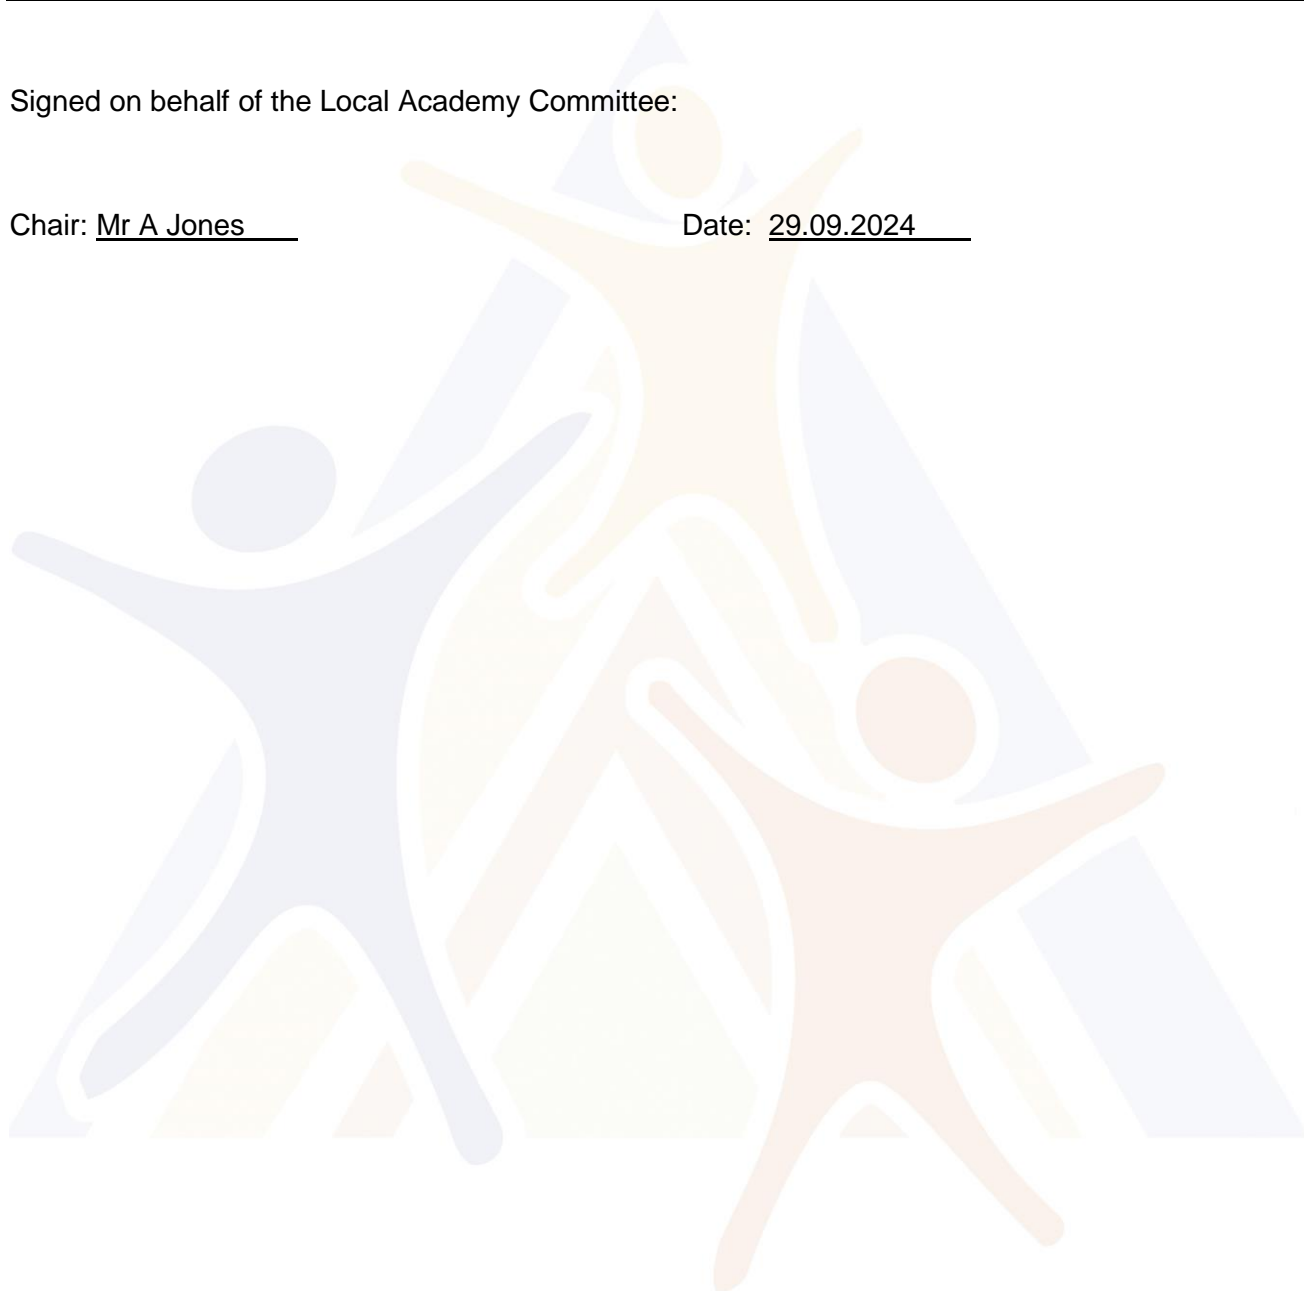 Signed on behalf of the Local Academy Committee:
Chair: Mr A Jones Date: 29.09.2024